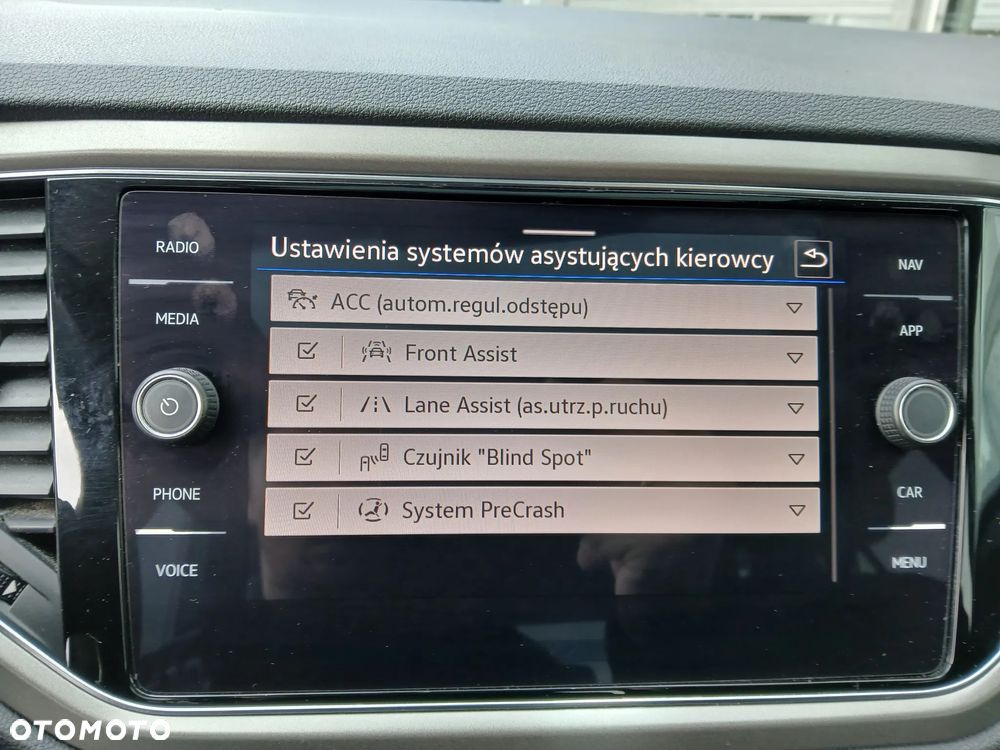 Ustawienia systemów asystujących kierowcy
RADIO
MEDIA
PHONE
VOICE
ACC (autom.regul.odstępu)
Front Assist
Lane Assist (as.utrz.p.ruchu)
Czujnik "Blind Spot"
System PreCrash
NAV
APP
CAR
MENU
OTOMOTO